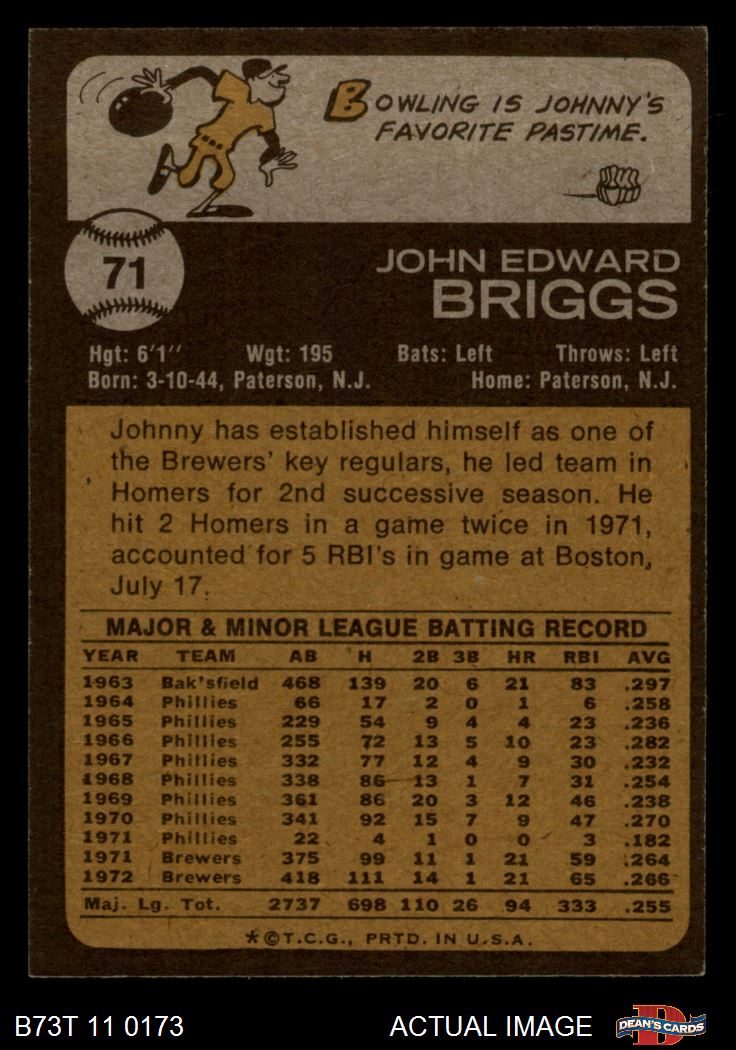 BOWLING IS JOHNNY'S
FAVORITE PASTIME.
71
JOHN EDWARD
BRIGGS
Hgt: 6'1" Wgt: 195 Bats: Left Throws: Left
Born: 3-10-44, Paterson, N.J. Home: Paterson, N.J.
Johnny has established himself as one of
the Brewers' key regulars, he led team in
Homers for 2nd successive season. He
hit 2 Homers in a game twice in 1971,
accounted for 5 RBI's in game at Boston,
July 17.
MAJOR & MINOR LEAGUE BATTING RECORD
YEAR TEAM AB H 2B 3B HR RBI AVG
1963 Bak'sfield 468 139 20 6 21 83 .297
1964 Phillies 66 17 2 0 1 6 .258
1965 Phillies 229 54 9 4 4 23 .236
1966 Phillies 255 72 13 5 10 23 .282
1967 Phillies 332 77 12 4 9 30 .232
1968 Phillies 338 86 13 1 7 31 .254
1969 Phillies 361 86 20 3 12 46 .238
1970 Phillies 341 92 15 7 9 47 .270
1971 Phillies 22 4 1 0 0 3 .182
1971 Brewers 375 99 11 1 21 59 .264
1972 Brewers 418 111 14 1 21 65 .266
Maj. Lg. Tot. 2737 698 110 26 94 333 .255
*©T.C.G., PRTD. IN U.S.A.
B73T 11 0173 ACTUAL IMAGE DEAN'S CARDS